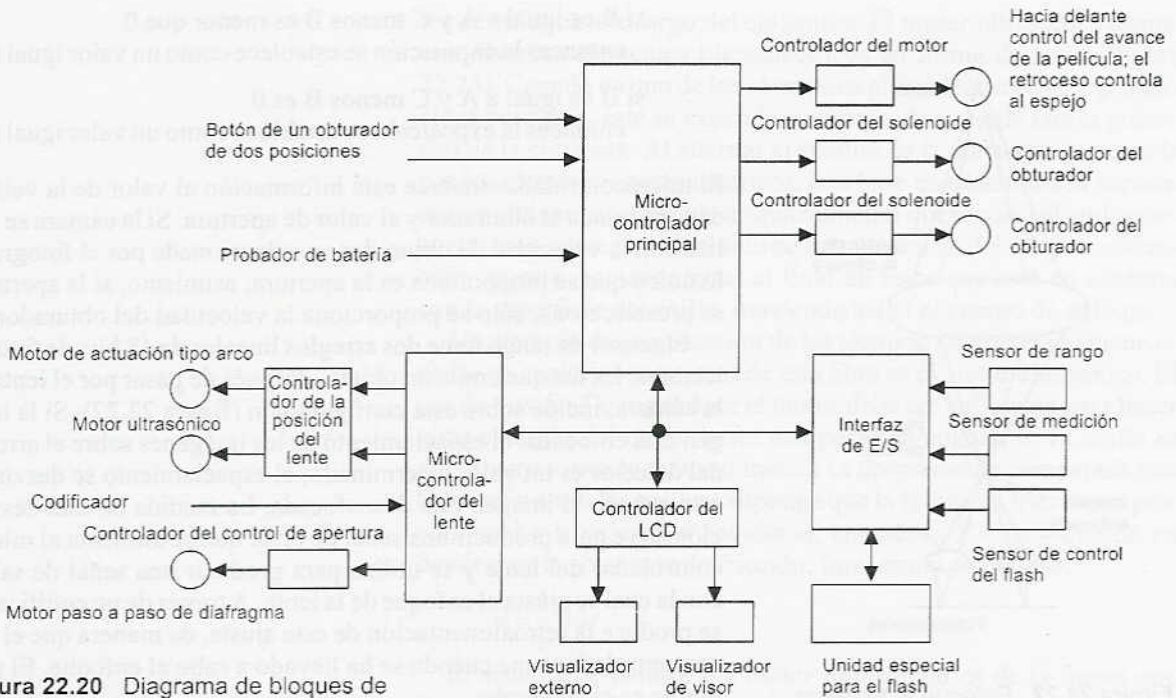 Hacia delante
control del avance
de la película; el
retroceso controla
al espejo
Controlador del motor
Botón de un obturador
de dos posiciones
Controlador del solenoide
Controlador del
obturador
Micro-
controlador
principal
Controlador del solenoide
Controlador del
obturador
Probador de batería
Motor de actuación tipo arco
Controla-
dor de la
posición
del
lente
Motor ultrasónico
Micro-
controla-
dor del
lente
Codificador
Controlador del control de apertura
Motor paso a paso de diafragma
Controlador del
LCD
Interfaz
de E/S
Sensor de rango
Sensor de medición
Sensor de control
del flash
Visualizador
externo
Visualizador
de visor
Unidad especial
para el flash
ura 22.20 Diagrama de bloques de